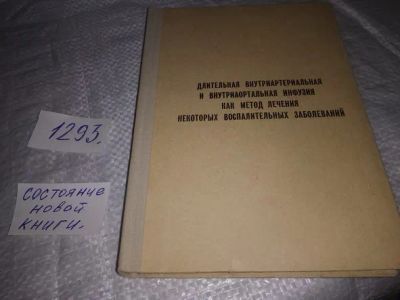 ДЛИТЕЛЬНАЯ ВНУТРИАРТЕРИАЛЬНАЯ
И ВНУТРИАОРТАЛЬНАЯ ИНФУЗИЯ
КАК МЕТОД ЛЕЧЕНИЯ
НЕКОТОРЫХ ВОСПАЛИТЕЛЬНЫХ ЗАБОЛЕВАНИЙ
1293.
СОСТОЯНИЕ
НОВОЙ
КНИГИ.